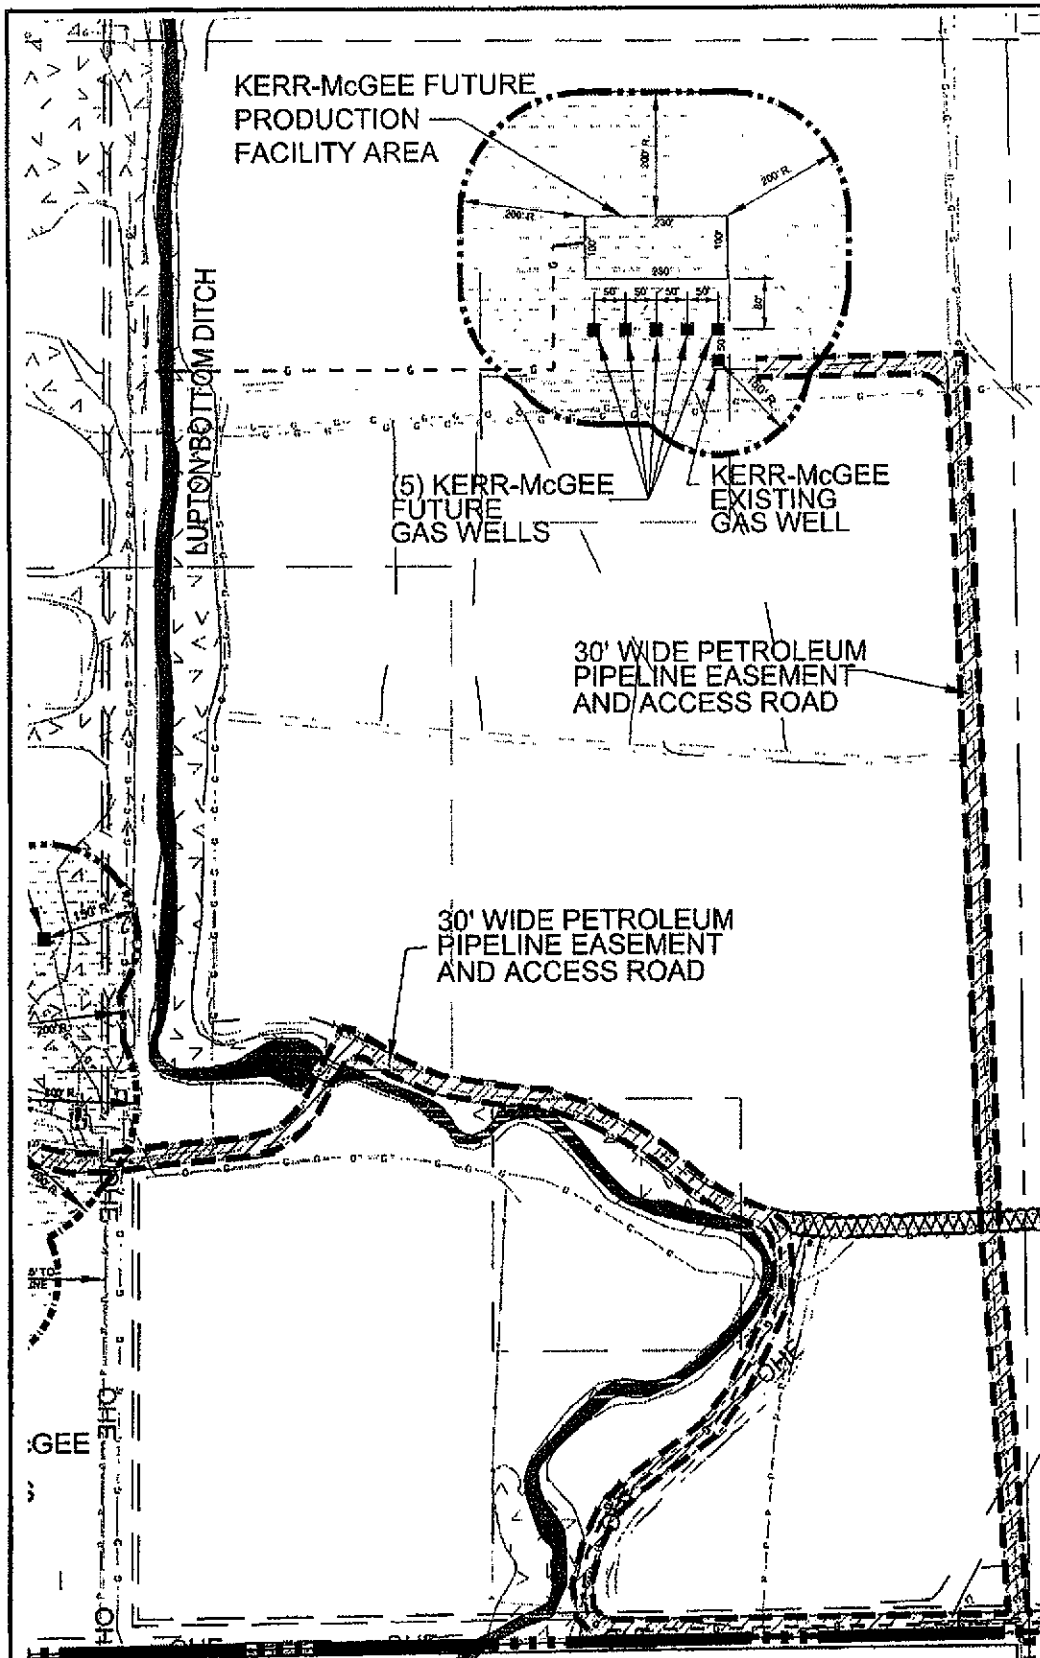 KERR-McGEE FUTURE
PRODUCTION
FACILITY AREA
200' R.
200' R.
200' R.
230'
100'
100'
50'
50'
50'
50'
80'
50'
LUPTON BOTTOM DITCH
(5) KERR-McGEE
FUTURE
GAS WELLS
KERR-McGEE
EXISTING
GAS WELL
30' WIDE PETROLEUM
PIPELINE EASEMENT
AND ACCESS ROAD
30' WIDE PETROLEUM
PIPELINE EASEMENT
AND ACCESS ROAD
150' R.
200' R.
OHE
OHE
OHE
GEE